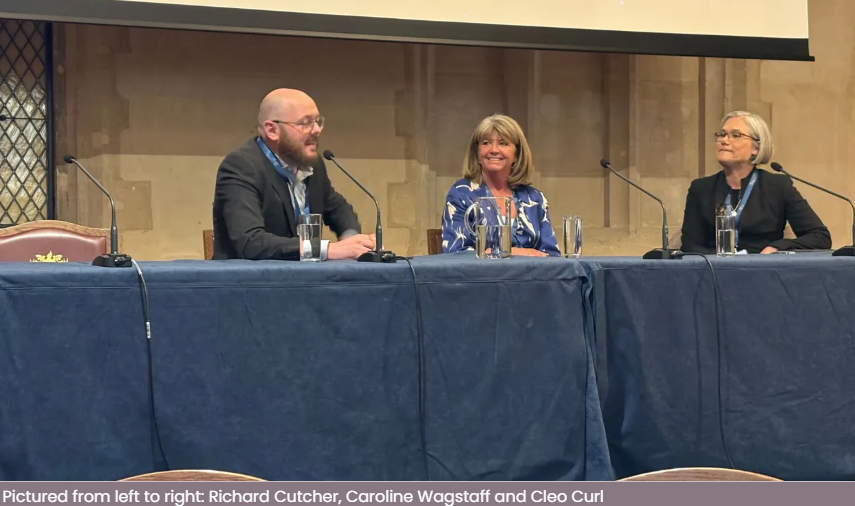 Pictured from left to right: Richard Cutcher, Caroline Wagstaff and Cleo Curl